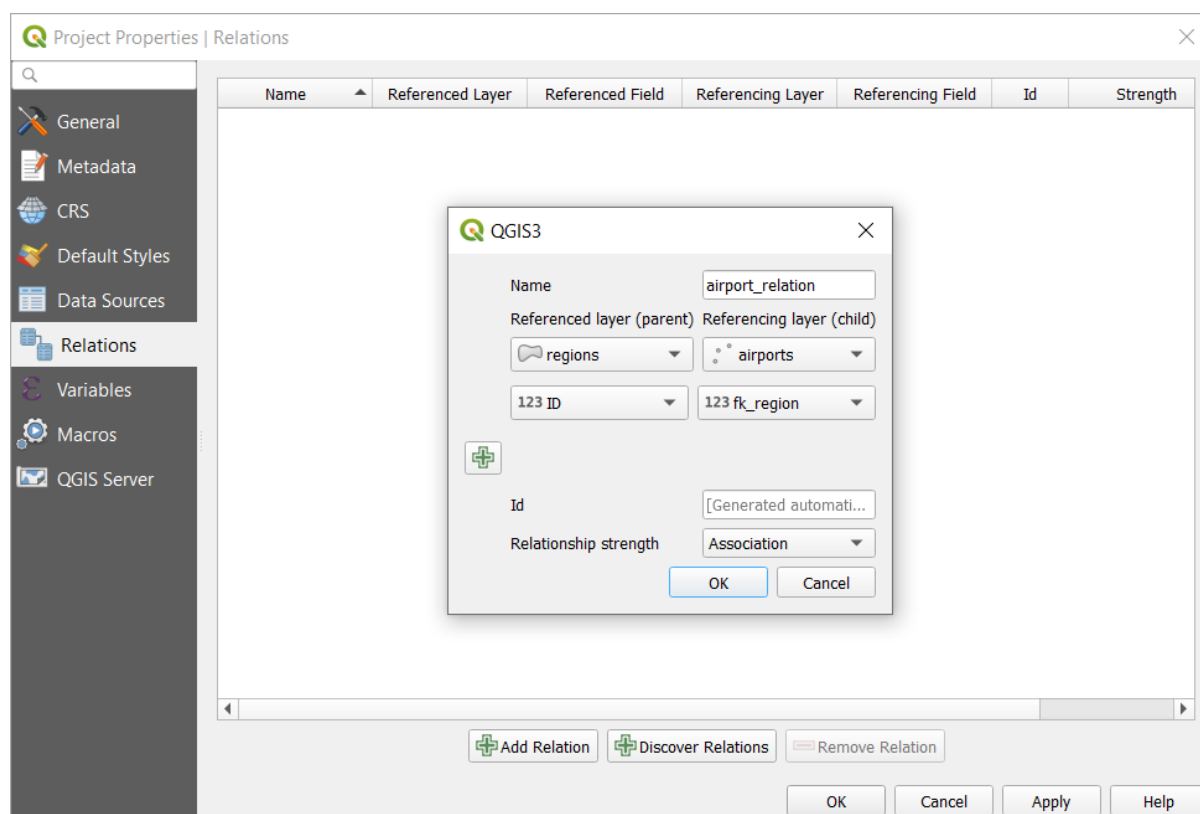 Project Properties | Relations
General
Metadata
CRS
Default Styles
Data Sources
Relations
Variables
Macros
QGIS Server
Name Referenced Layer Referenced Field Referencing Layer Referencing Field Id Strength
QGIS3
Name airport_relation
Referenced layer (parent) Referencing layer (child)
regions airports
123 ID 123 fk_region
Id [Generated automati...
Relationship strength Association
OK Cancel
Add Relation Discover Relations Remove Relation
OK Cancel Apply Help